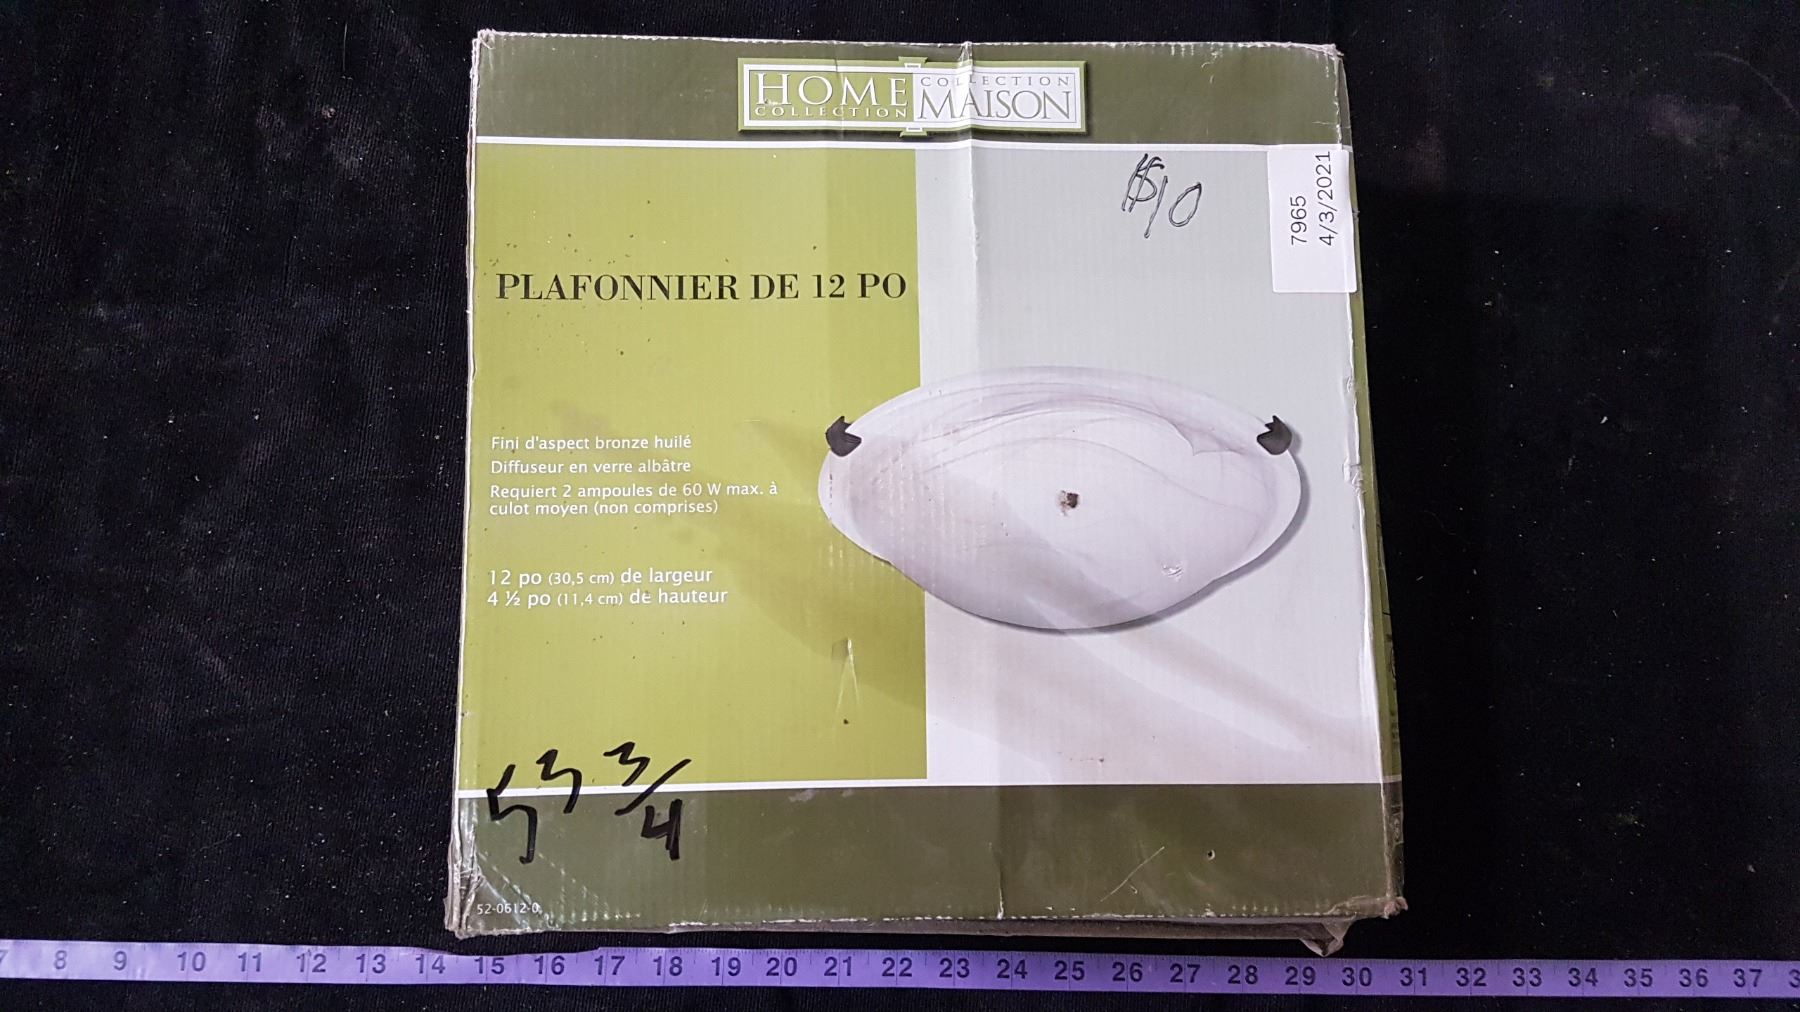 HOME COLLECTION
COLLECTION MAISON
$10
7965
4/3/2021
PLAFONNIER DE 12 PO
Fini d'aspect bronze huilé
Diffuseur en verre albâtre
Requiert 2 ampoules de 60 W max. à
culot moyen (non comprises)
12 po (30,5 cm) de largeur
4 ½ po (11,4 cm) de hauteur
53 3/4
52-0612-0
8 9 10 11 12 13 14 15 16 17 18 19 20 21 22 23 24 25 26 27 28 29 30 31 32 33 34 35 36 37